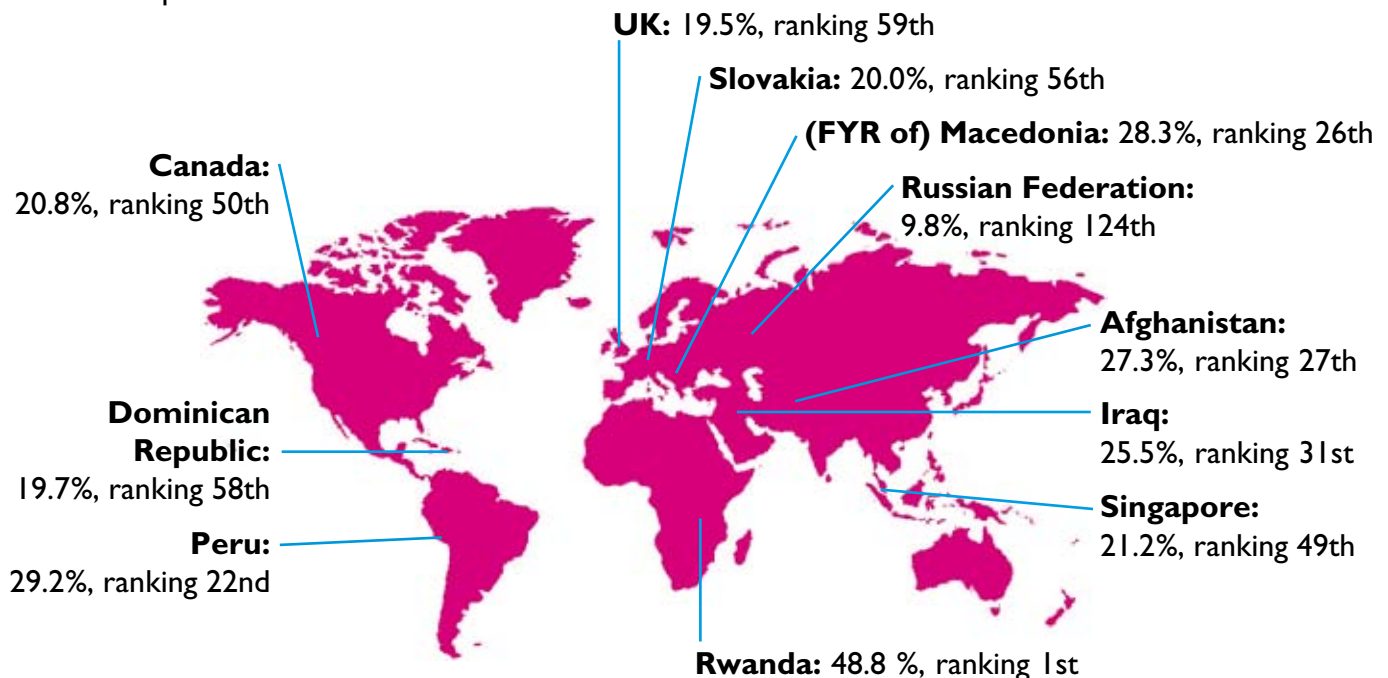 UK: 19.5%, ranking 59th
Slovakia: 20.0%, ranking 56th
(FYR of) Macedonia: 28.3%, ranking 26th
Canada:
20.8%, ranking 50th
Russian Federation:
9.8%, ranking 124th
Afghanistan:
27.3%, ranking 27th
Dominican
Republic:
19.7%, ranking 58th
Iraq:
25.5%, ranking 31st
Singapore:
21.2%, ranking 49th
Peru:
29.2%, ranking 22nd
Rwanda: 48.8 %, ranking 1st